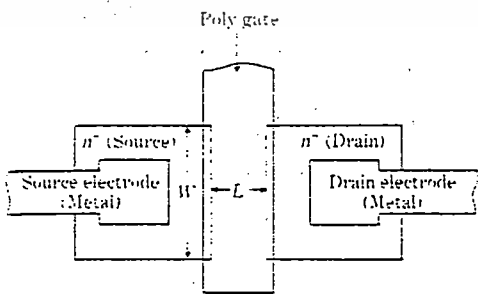 Poly gate
n⁻ (Source)
n⁻ (Drain)
Source electrode
(Metal)
W
L
Drain electrode
(Metal)